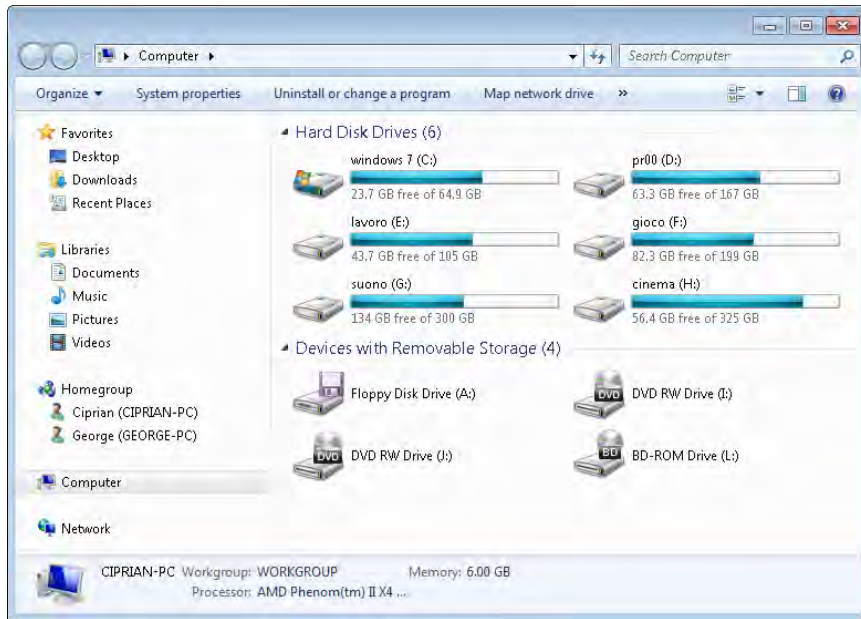 Computer
Search Computer
Organize System properties Uninstall or change a program Map network drive »
Favorites
Desktop
Downloads
Recent Places
Libraries
Documents
Music
Pictures
Videos
Homegroup
Ciprian (CIPRIAN-PC)
George (GEORGE-PC)
Computer
Network
Hard Disk Drives (6)
windows 7 (C:)
23.7 GB free of 64.9 GB
pr00 (D:)
63.3 GB free of 167 GB
lavoro (E:)
43.7 GB free of 105 GB
gioco (F:)
82.3 GB free of 199 GB
suono (G:)
134 GB free of 300 GB
cinema (H:)
56.4 GB free of 325 GB
Devices with Removable Storage (4)
Floppy Disk Drive (A:)
DVD
DVD RW Drive (I:)
DVD
DVD RW Drive (J:)
BD
BD-ROM Drive (L:)
CIPRIAN-PC Workgroup: WORKGROUP Memory: 6.00 GB
Processor: AMD Phenom(tm) II X4 ...